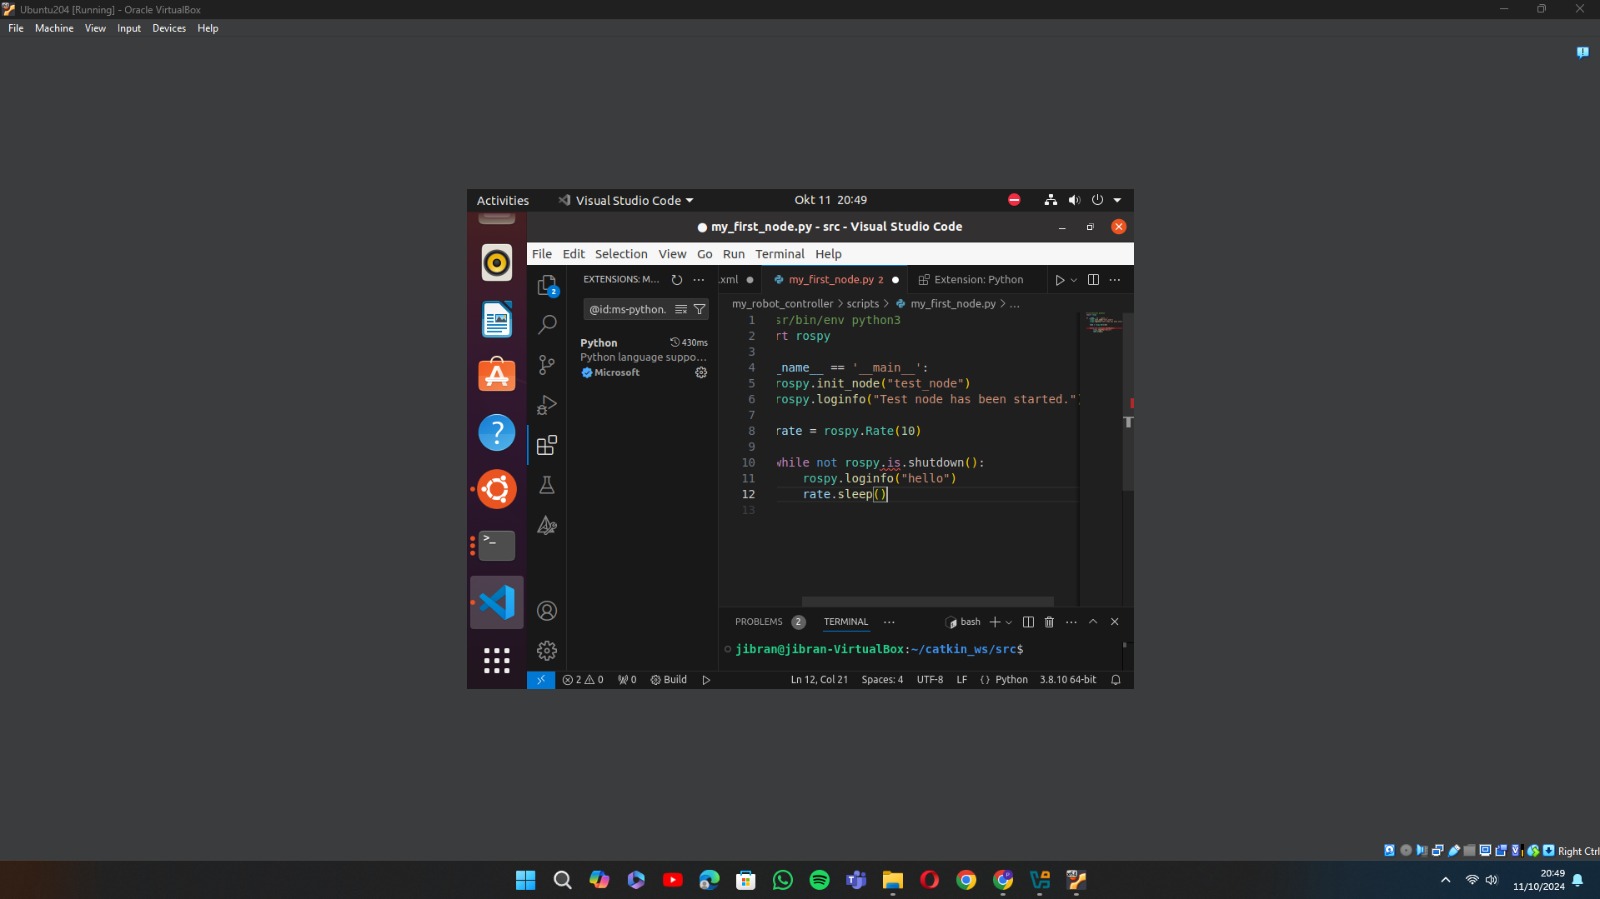 Ubuntu204 [Running] - Oracle VirtualBox
File Machine View Input Devices Help
Activities Visual Studio Code Okt 11 20:49
● my_first_node.py - src - Visual Studio Code
File Edit Selection View Go Run Terminal Help
EXTENSIONS: M... .xml my_first_node.py 2 Extension: Python
@id:ms-python.
my_robot_controller > scripts > my_first_node.py > ...
Python 430ms
Python language suppo...
Microsoft
1 sr/bin/env python3
2 rt rospy
3
4 _name__ == '__main__':
5 rospy.init_node("test_node")
6 rospy.loginfo("Test node has been started.")
7
8 rate = rospy.Rate(10)
9
10 while not rospy.is.shutdown():
11 rospy.loginfo("hello")
12 rate.sleep()
13
PROBLEMS 2 TERMINAL ... bash
jibran@jibran-VirtualBox:~/catkin_ws/src$
2 0 0 Build Ln 12, Col 21 Spaces: 4 UTF-8 LF Python 3.8.10 64-bit
Right Ctrl
20:49
11/10/2024